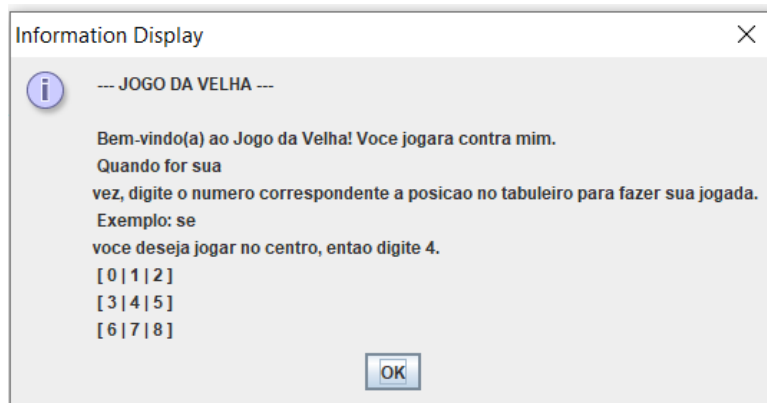 Information Display
--- JOGO DA VELHA ---
Bem-vindo(a) ao Jogo da Velha! Voce jogara contra mim.
Quando for sua
vez, digite o numero correspondente a posicao no tabuleiro para fazer sua jogada.
Exemplo: se
voce deseja jogar no centro, entao digite 4.
[ 0 | 1 | 2 ]
[ 3 | 4 | 5 ]
[ 6 | 7 | 8 ]
OK